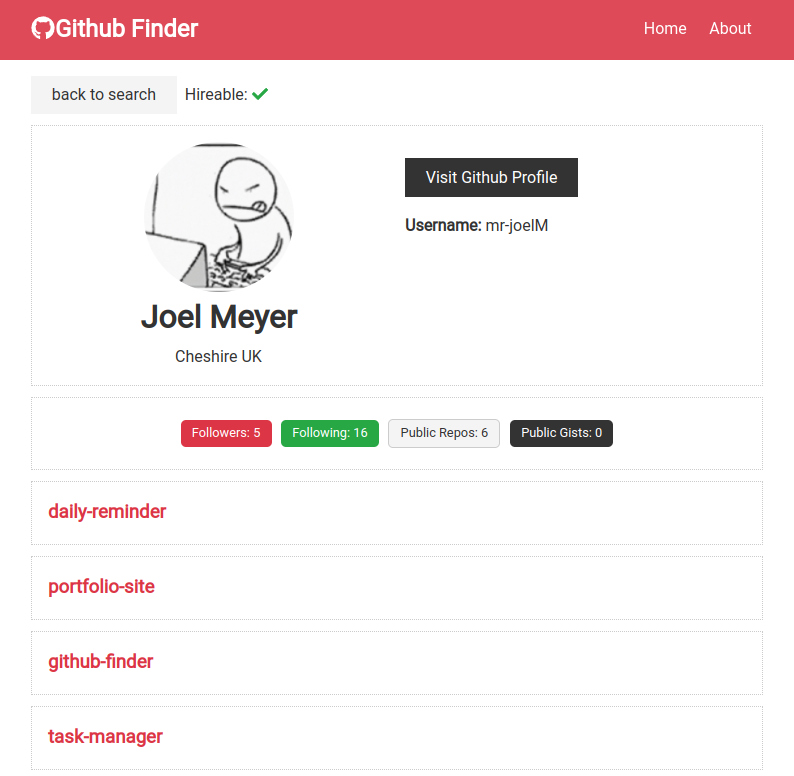 Github Finder
Home About
back to search Hireable:
Visit Github Profile
Username: mr-joelM
Joel Meyer
Cheshire UK
Followers: 5 Following: 16 Public Repos: 6 Public Gists: 0
daily-reminder
portfolio-site
github-finder
task-manager